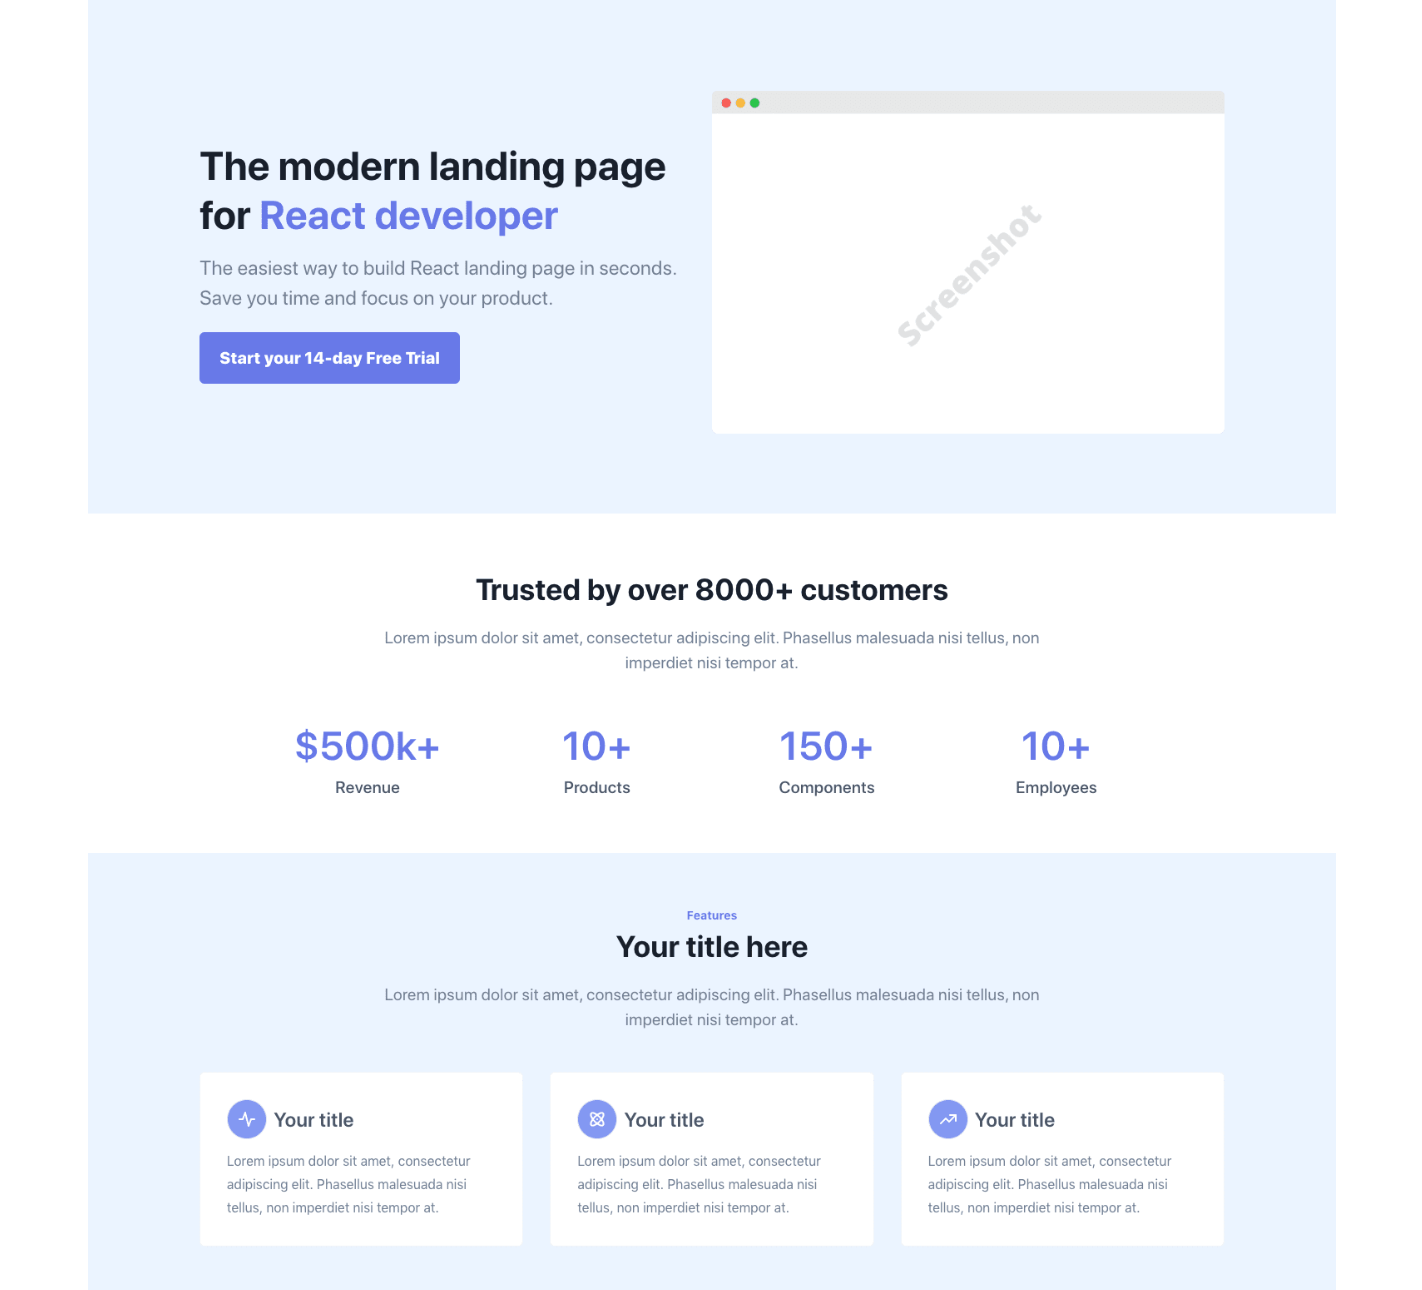 The modern landing page
for React developer
The easiest way to build React landing page in seconds.
Save you time and focus on your product.
Start your 14-day Free Trial
Screenshot
Trusted by over 8000+ customers
Lorem ipsum dolor sit amet, consectetur adipiscing elit. Phasellus malesuada nisi tellus, non
imperdiet nisi tempor at.
$500k+
Revenue
10+
Products
150+
Components
10+
Employees
Features
Your title here
Lorem ipsum dolor sit amet, consectetur adipiscing elit. Phasellus malesuada nisi tellus, non
imperdiet nisi tempor at.
Your title
Lorem ipsum dolor sit amet, consectetur
adipiscing elit. Phasellus malesuada nisi
tellus, non imperdiet nisi tempor at.
Your title
Lorem ipsum dolor sit amet, consectetur
adipiscing elit. Phasellus malesuada nisi
tellus, non imperdiet nisi tempor at.
Your title
Lorem ipsum dolor sit amet, consectetur
adipiscing elit. Phasellus malesuada nisi
tellus, non imperdiet nisi tempor at.